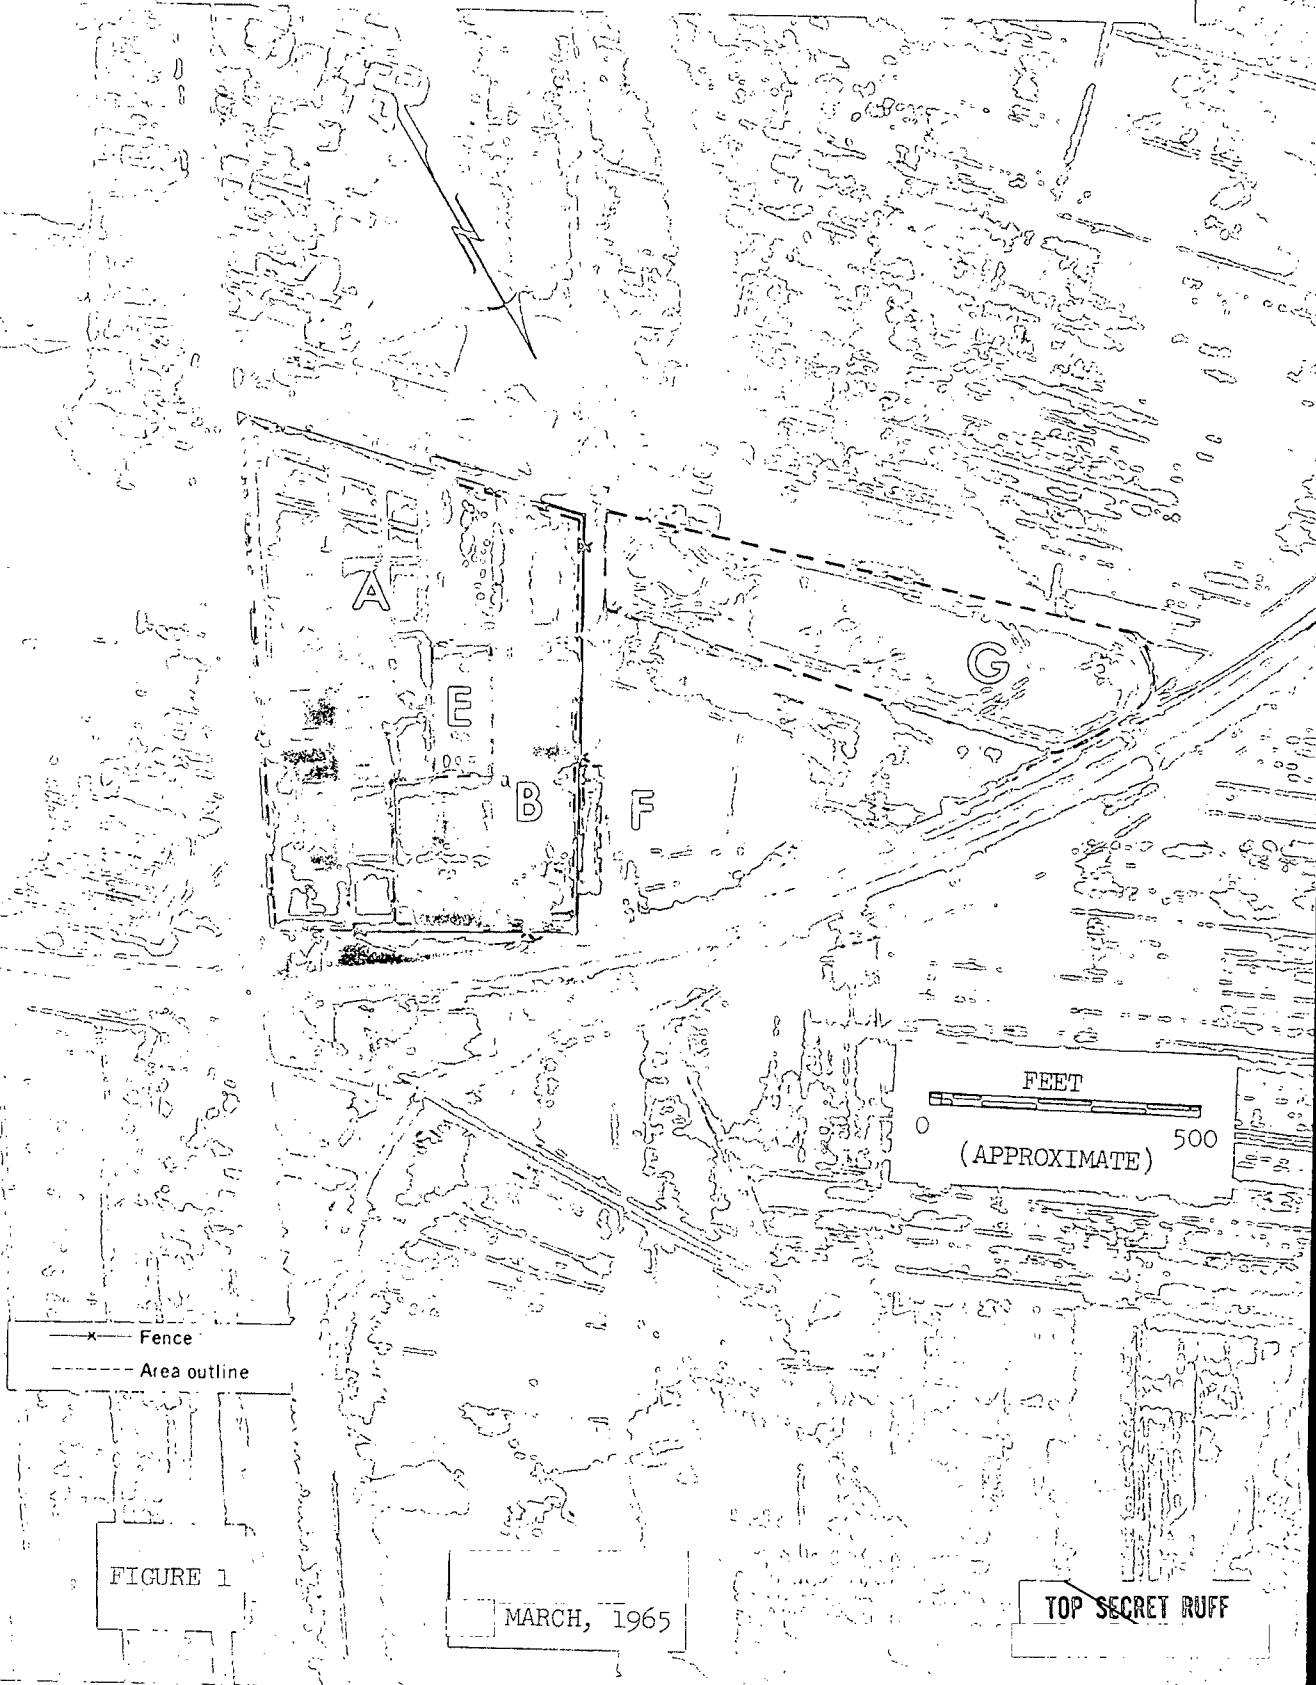 N
A
E
B
F
G
FEET
0 500
(APPROXIMATE)
x Fence
Area outline
FIGURE 1
MARCH, 1965
TOP SECRET RUFF